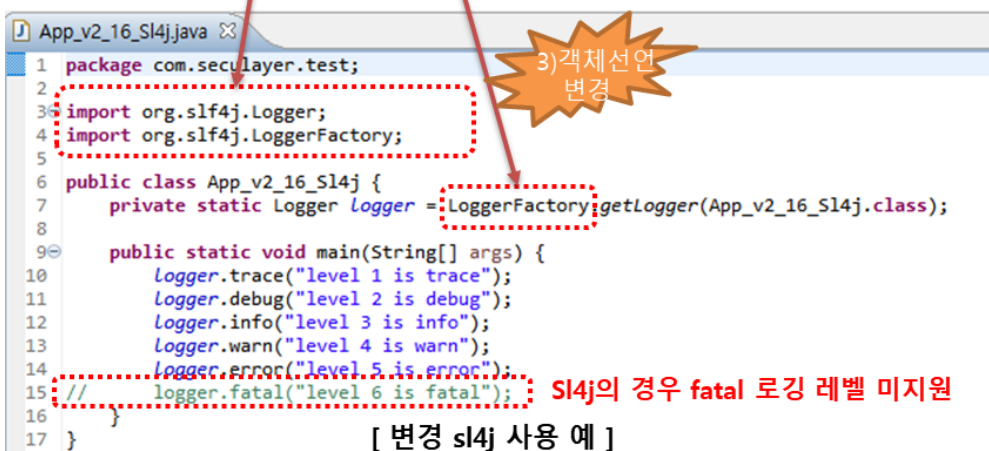 App_v2_16_Sl4j.java
1 package com.seculayer.test;
2
3 import org.slf4j.Logger;
4 import org.slf4j.LoggerFactory;
5
6 public class App_v2_16_Sl4j {
7 private static Logger logger = LoggerFactory.getLogger(App_v2_16_Sl4j.class);
8
9 public static void main(String[] args) {
10 logger.trace("level 1 is trace");
11 logger.debug("level 2 is debug");
12 logger.info("level 3 is info");
13 logger.warn("level 4 is warn");
14 logger.error("level 5 is error");
15 // logger.fatal("level 6 is fatal");
16 }
17 }
3)객체선언
변경
Sl4j의 경우 fatal 로깅 레벨 미지원
[ 변경 sl4j 사용 예 ]